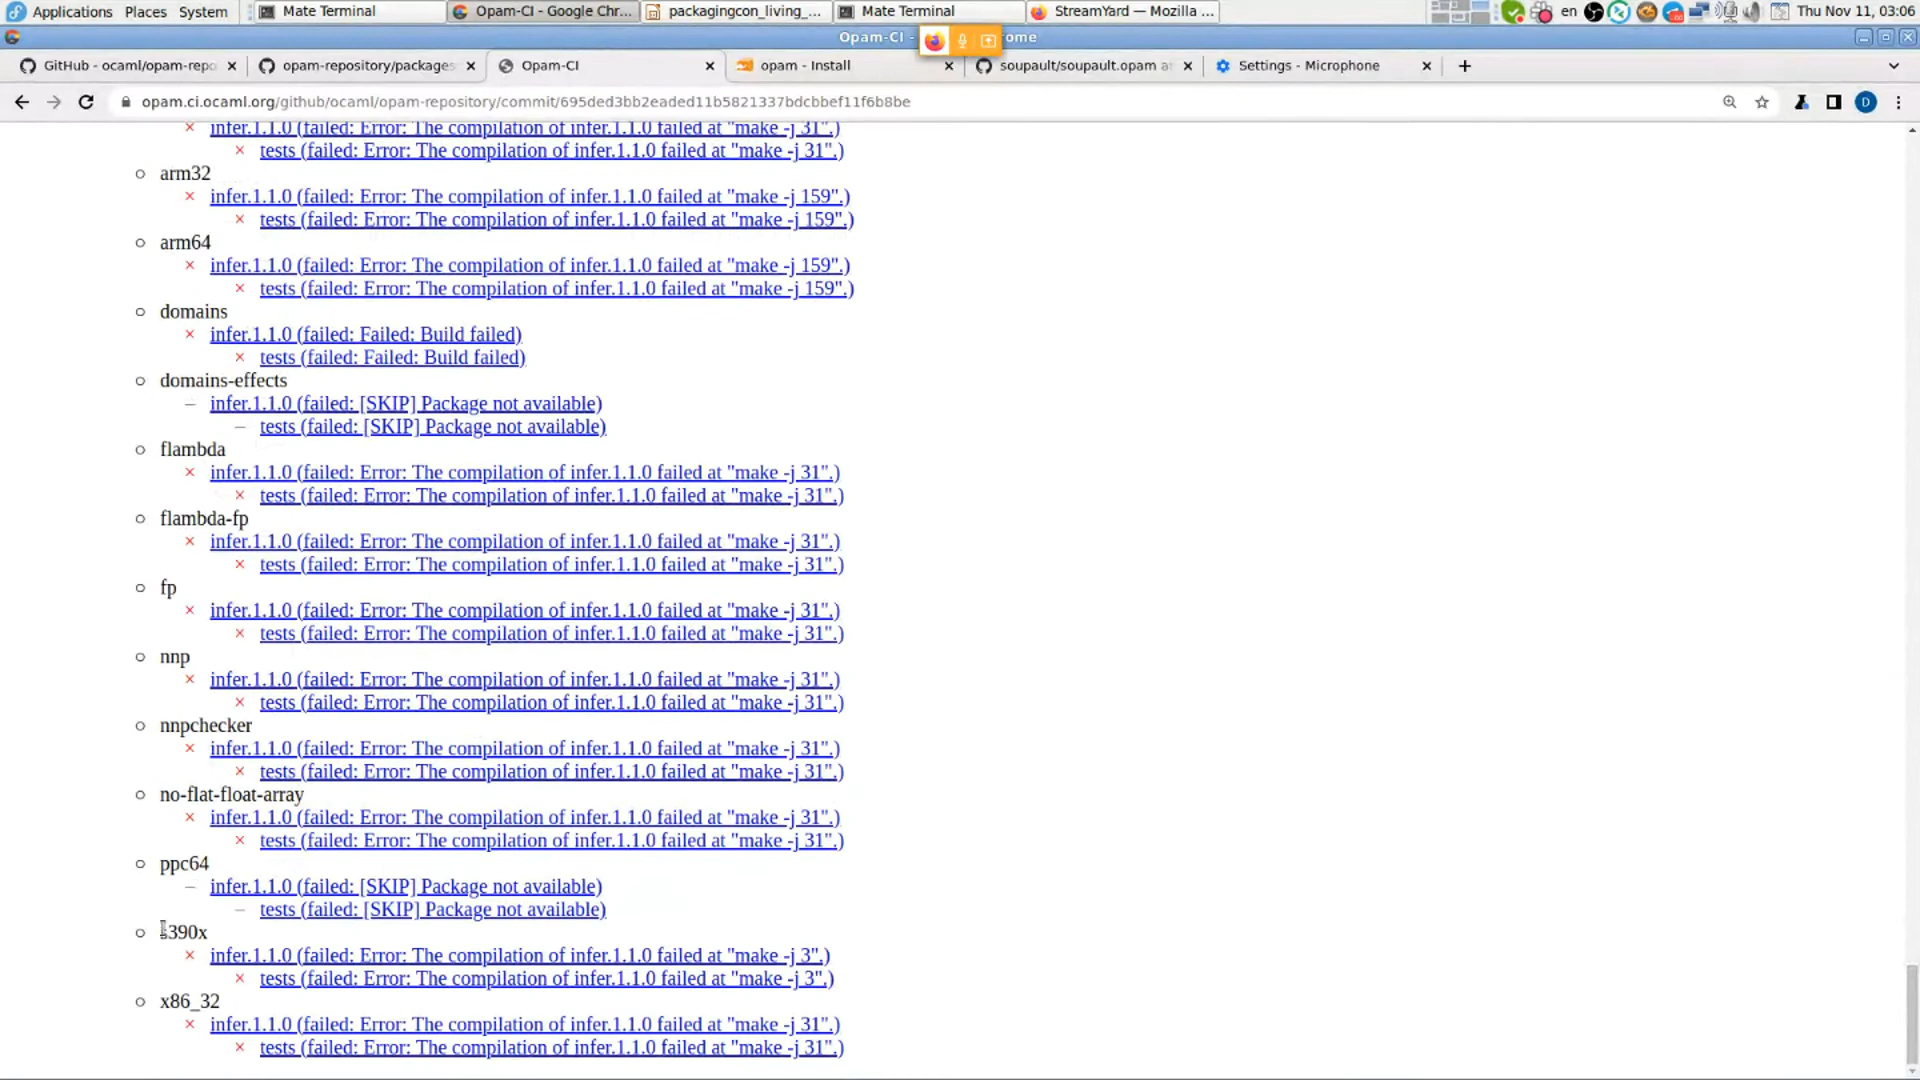 Applications Places System Mate Terminal Opam-CI - Google Chr... packagingcon_living_... Mate Terminal StreamYard — Mozilla ... en Thu Nov 11, 03:06
Opam-CI - ome
GitHub - ocaml/opam-repo opam-repository/packages Opam-CI opam - Install soupault/soupault.opam a Settings - Microphone
opam.ci.ocaml.org/github/ocaml/opam-repository/commit/695ded3bb2eaded11b5821337bdcbbef11f6b8be D
infer.1.1.0 (failed: Error: The compilation of infer.1.1.0 failed at "make -j 31".)
tests (failed: Error: The compilation of infer.1.1.0 failed at "make -j 31".)
arm32
infer.1.1.0 (failed: Error: The compilation of infer.1.1.0 failed at "make -j 159".)
tests (failed: Error: The compilation of infer.1.1.0 failed at "make -j 159".)
arm64
infer.1.1.0 (failed: Error: The compilation of infer.1.1.0 failed at "make -j 159".)
tests (failed: Error: The compilation of infer.1.1.0 failed at "make -j 159".)
domains
infer.1.1.0 (failed: Failed: Build failed)
tests (failed: Failed: Build failed)
domains-effects
infer.1.1.0 (failed: [SKIP] Package not available)
tests (failed: [SKIP] Package not available)
flambda
infer.1.1.0 (failed: Error: The compilation of infer.1.1.0 failed at "make -j 31".)
tests (failed: Error: The compilation of infer.1.1.0 failed at "make -j 31".)
flambda-fp
infer.1.1.0 (failed: Error: The compilation of infer.1.1.0 failed at "make -j 31".)
tests (failed: Error: The compilation of infer.1.1.0 failed at "make -j 31".)
fp
infer.1.1.0 (failed: Error: The compilation of infer.1.1.0 failed at "make -j 31".)
tests (failed: Error: The compilation of infer.1.1.0 failed at "make -j 31".)
nnp
infer.1.1.0 (failed: Error: The compilation of infer.1.1.0 failed at "make -j 31".)
tests (failed: Error: The compilation of infer.1.1.0 failed at "make -j 31".)
nnpchecker
infer.1.1.0 (failed: Error: The compilation of infer.1.1.0 failed at "make -j 31".)
tests (failed: Error: The compilation of infer.1.1.0 failed at "make -j 31".)
no-flat-float-array
infer.1.1.0 (failed: Error: The compilation of infer.1.1.0 failed at "make -j 31".)
tests (failed: Error: The compilation of infer.1.1.0 failed at "make -j 31".)
ppc64
infer.1.1.0 (failed: [SKIP] Package not available)
tests (failed: [SKIP] Package not available)
s390x
infer.1.1.0 (failed: Error: The compilation of infer.1.1.0 failed at "make -j 3".)
tests (failed: Error: The compilation of infer.1.1.0 failed at "make -j 3".)
x86_32
infer.1.1.0 (failed: Error: The compilation of infer.1.1.0 failed at "make -j 31".)
tests (failed: Error: The compilation of infer.1.1.0 failed at "make -j 31".)